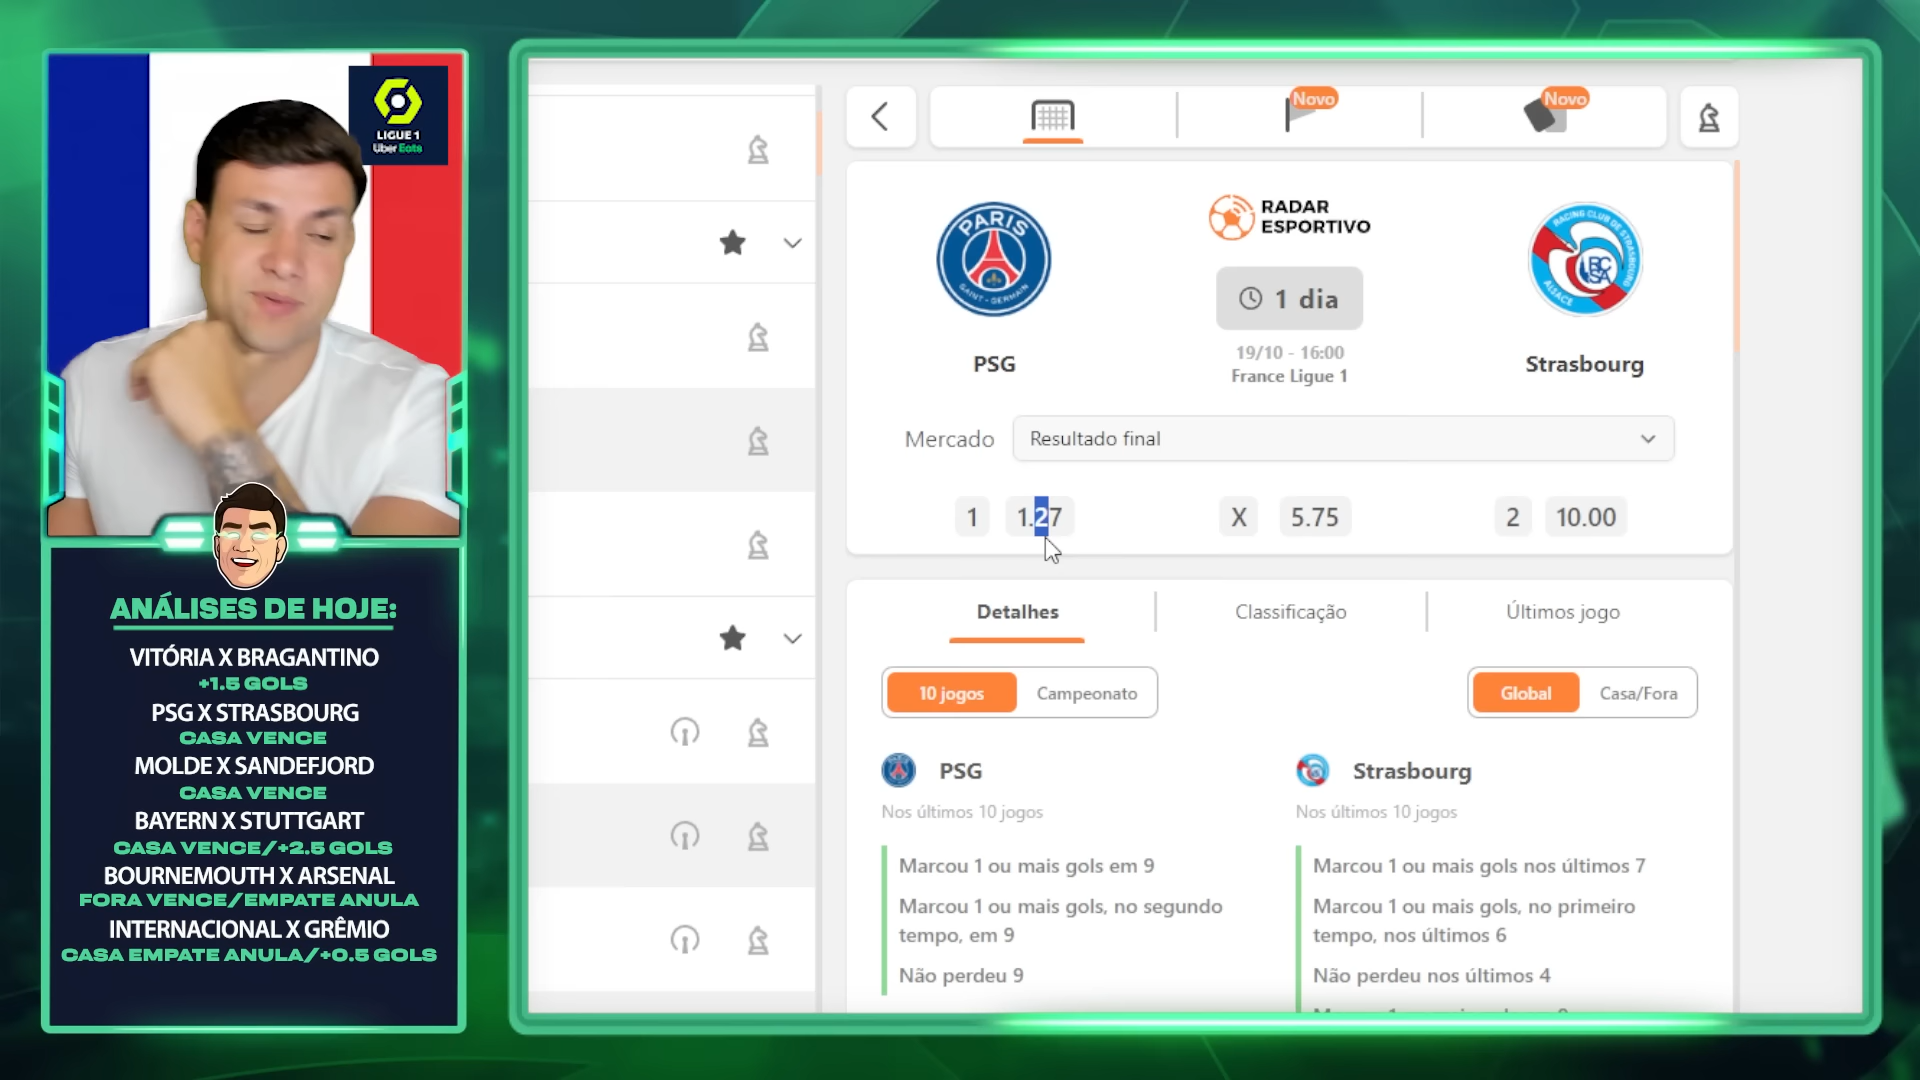 LIGUE 1
Uber Eats
ANÁLISES DE HOJE:
VITÓRIA X BRAGANTINO
+1.5 GOLS
PSG X STRASBOURG
CASA VENCE
MOLDE X SANDEFJORD
CASA VENCE
BAYERN X STUTTGART
CASA VENCE/+2.5 GOLS
BOURNEMOUTH X ARSENAL
FORA VENCE/EMPATE ANULA
INTERNACIONAL X GRÊMIO
CASA EMPATE ANULA/+0.5 GOLS
Novo
Novo
PARIS
SAINT-GERMAIN
RADAR
ESPORTIVO
RACING CLUB DE STRASBOURG
ALSACE
1 dia
19/10 - 16:00
France Ligue 1
PSG
Strasbourg
Mercado
Resultado final
1 1.27
X 5.75
2 10.00
Detalhes
Classificação
Últimos jogo
10 jogos
Campeonato
Global
Casa/Fora
PSG
Nos últimos 10 jogos
Marcou 1 ou mais gols em 9
Marcou 1 ou mais gols, no segundo
tempo, em 9
Não perdeu 9
Strasbourg
Nos últimos 10 jogos
Marcou 1 ou mais gols nos últimos 7
Marcou 1 ou mais gols, no primeiro
tempo, nos últimos 6
Não perdeu nos últimos 4